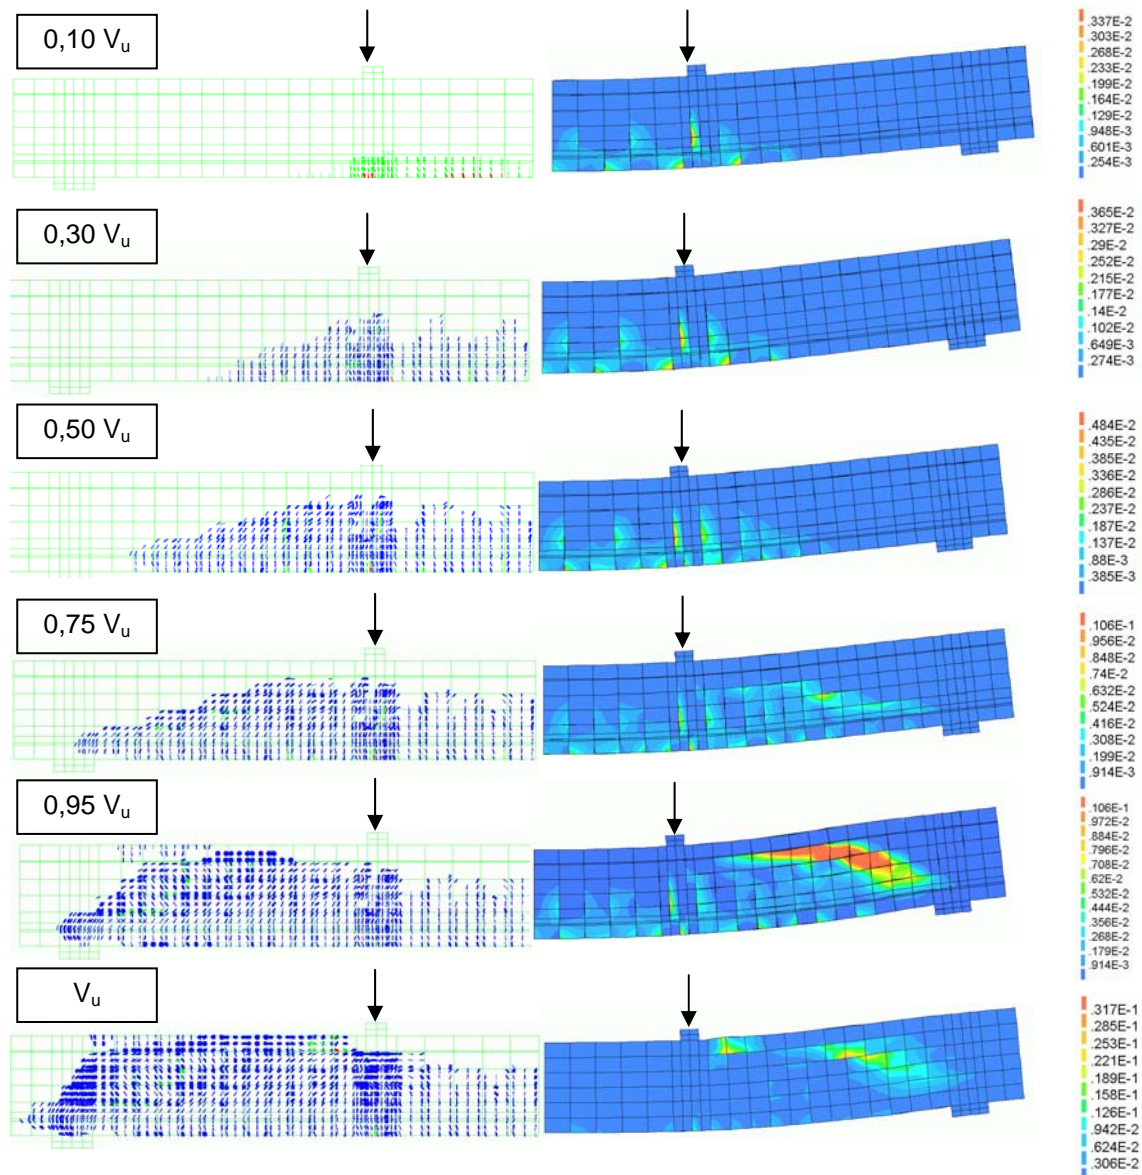 0,10 Vu
.337E-2
.303E-2
.268E-2
.233E-2
.199E-2
.164E-2
.129E-2
.948E-3
.601E-3
.254E-3
0,30 Vu
.365E-2
.327E-2
.29E-2
.252E-2
.215E-2
.177E-2
.14E-2
.102E-2
.649E-3
.274E-3
0,50 Vu
.484E-2
.435E-2
.385E-2
.336E-2
.286E-2
.237E-2
.187E-2
.137E-2
.88E-3
.385E-3
0,75 Vu
.106E-1
.956E-2
.848E-2
.74E-2
.632E-2
.524E-2
.416E-2
.308E-2
.199E-2
.914E-3
0,95 Vu
.106E-1
.972E-2
.884E-2
.796E-2
.708E-2
.62E-2
.532E-2
.444E-2
.356E-2
.268E-2
.179E-2
.914E-3
Vu
.317E-1
.285E-1
.253E-1
.221E-1
.189E-1
.158E-1
.126E-1
.942E-2
.624E-2
.306E-2